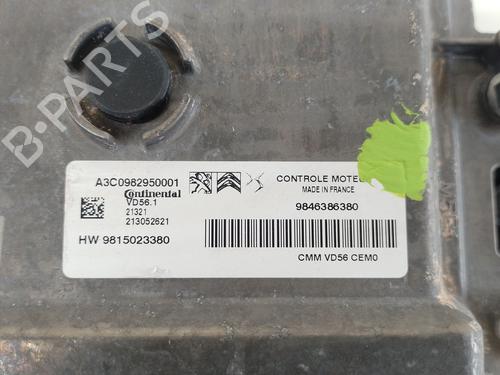 B-PARTS
A3C0982950001
Continental
VD56.1
21321
213052621
HW 9815023380
CONTROLE MOTEUR
MADE IN FRANCE
9846386380
CMM VD56 CEM0